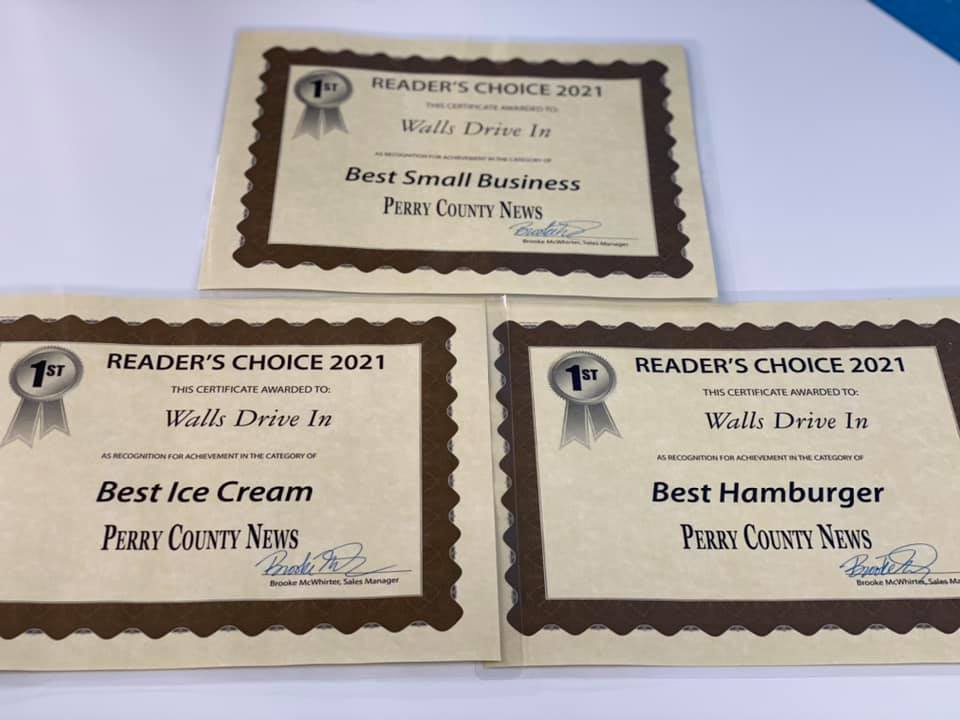 1ST
READER'S CHOICE 2021
THIS CERTIFICATE AWARDED TO:
Walls Drive In
AS RECOGNITION FOR ACHIEVEMENT IN THE CATEGORY OF
Best Small Business
PERRY COUNTY NEWS
Brooke McWhirter, Sales Manager
1ST
READER'S CHOICE 2021
THIS CERTIFICATE AWARDED TO:
Walls Drive In
AS RECOGNITION FOR ACHIEVEMENT IN THE CATEGORY OF
Best Ice Cream
PERRY COUNTY NEWS
Brooke McWhirter, Sales Manager
1ST
READER'S CHOICE 2021
THIS CERTIFICATE AWARDED TO:
Walls Drive In
AS RECOGNITION FOR ACHIEVEMENT IN THE CATEGORY OF
Best Hamburger
PERRY COUNTY NEWS
Brooke McWhirter, Sales Ma